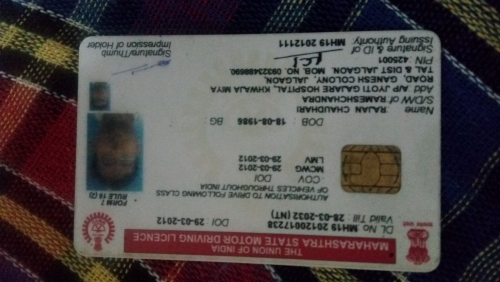 THE UNION OF INDIA
MAHARASHTRA STATE MOTOR DRIVING LICENCE
DL No MH19 20120017238 DOI : 29-03-2012
Valid Till : 28-03-2032 (NT)
FORM 7
RULE 16 (2)
AUTHORISATION TO DRIVE FOLLOWING CLASS
OF VEHICLES THROUGHOUT INDIA
COV DOI
MCWG 29-03-2012
LMV 29-03-2012
DOB : 18-08-1986 BG
Name RAJAN CHAUDHARI
S/D/W of RAMESHCHANDRA
Add A/P JYOTI GAJARE HOSPITAL, KHWAJA MIYA
ROAD, GANESH COLONY, JALGAON,
TAL & DIST JALGAON, MOB. NO. 09322488690
PIN 425001
Signature & ID of
Issuing Authority: MH19 2012111
Signature/Thumb
Impression of Holder